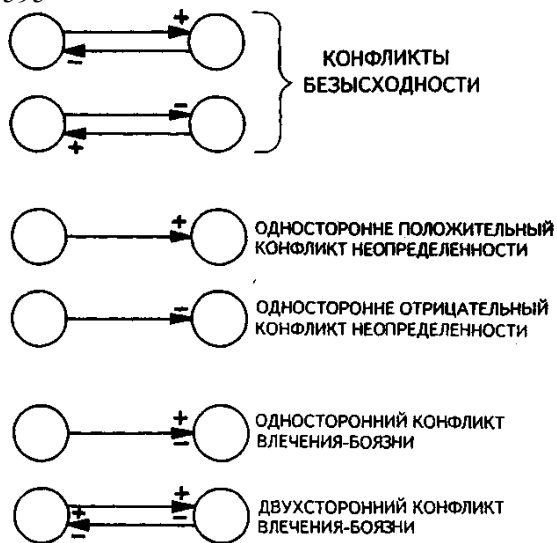 +
-
КОНФЛИКТЫ
БЕЗЫСХОДНОСТИ
-
+
+
ОДНОСТОРОННЕ ПОЛОЖИТЕЛЬНЫЙ
КОНФЛИКТ НЕОПРЕДЕЛЕННОСТИ
-
ОДНОСТОРОННЕ ОТРИЦАТЕЛЬНЫЙ
КОНФЛИКТ НЕОПРЕДЕЛЕННОСТИ
+
-
ОДНОСТОРОННИЙ КОНФЛИКТ
ВЛЕЧЕНИЯ-БОЯЗНИ
+
-
+
-
ДВУХСТОРОННИЙ КОНФЛИКТ
ВЛЕЧЕНИЯ-БОЯЗНИ